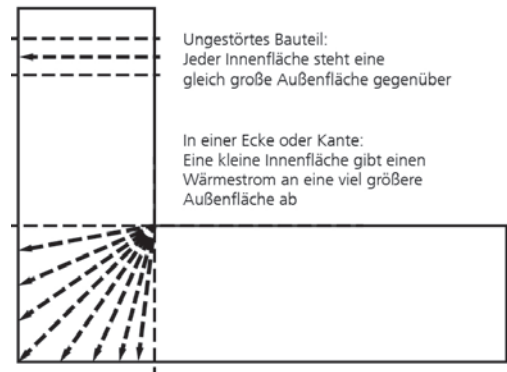 Ungestörtes Bauteil:
Jeder Innenfläche steht eine
gleich große Außenfläche gegenüber
In einer Ecke oder Kante:
Eine kleine Innenfläche gibt einen
Wärmestrom an eine viel größere
Außenfläche ab